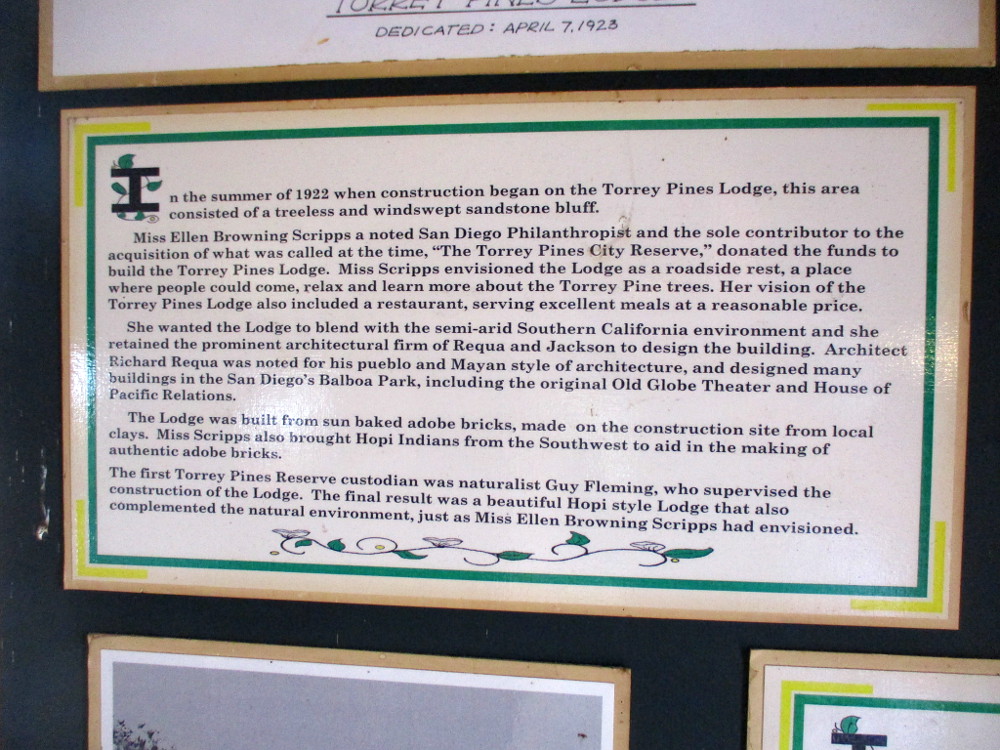 TORREY PINES
DEDICATED: APRIL 7, 1923
In the summer of 1922 when construction began on the Torrey Pines Lodge, this area
consisted of a treeless and windswept sandstone bluff.
Miss Ellen Browning Scripps a noted San Diego Philanthropist and the sole contributor to the
acquisition of what was called at the time, “The Torrey Pines City Reserve,” donated the funds to
build the Torrey Pines Lodge. Miss Scripps envisioned the Lodge as a roadside rest, a place
where people could come, relax and learn more about the Torrey Pine trees. Her vision of the
Torrey Pines Lodge also included a restaurant, serving excellent meals at a reasonable price.
She wanted the Lodge to blend with the semi-arid Southern California environment and she
retained the prominent architectural firm of Requa and Jackson to design the building. Architect
Richard Requa was noted for his pueblo and Mayan style of architecture, and designed many
buildings in the San Diego’s Balboa Park, including the original Old Globe Theater and House of
Pacific Relations.
The Lodge was built from sun baked adobe bricks, made on the construction site from local
clays. Miss Scripps also brought Hopi Indians from the Southwest to aid in the making of
authentic adobe bricks.
The first Torrey Pines Reserve custodian was naturalist Guy Fleming, who supervised the
construction of the Lodge. The final result was a beautiful Hopi style Lodge that also
complemented the natural environment, just as Miss Ellen Browning Scripps had envisioned.
I